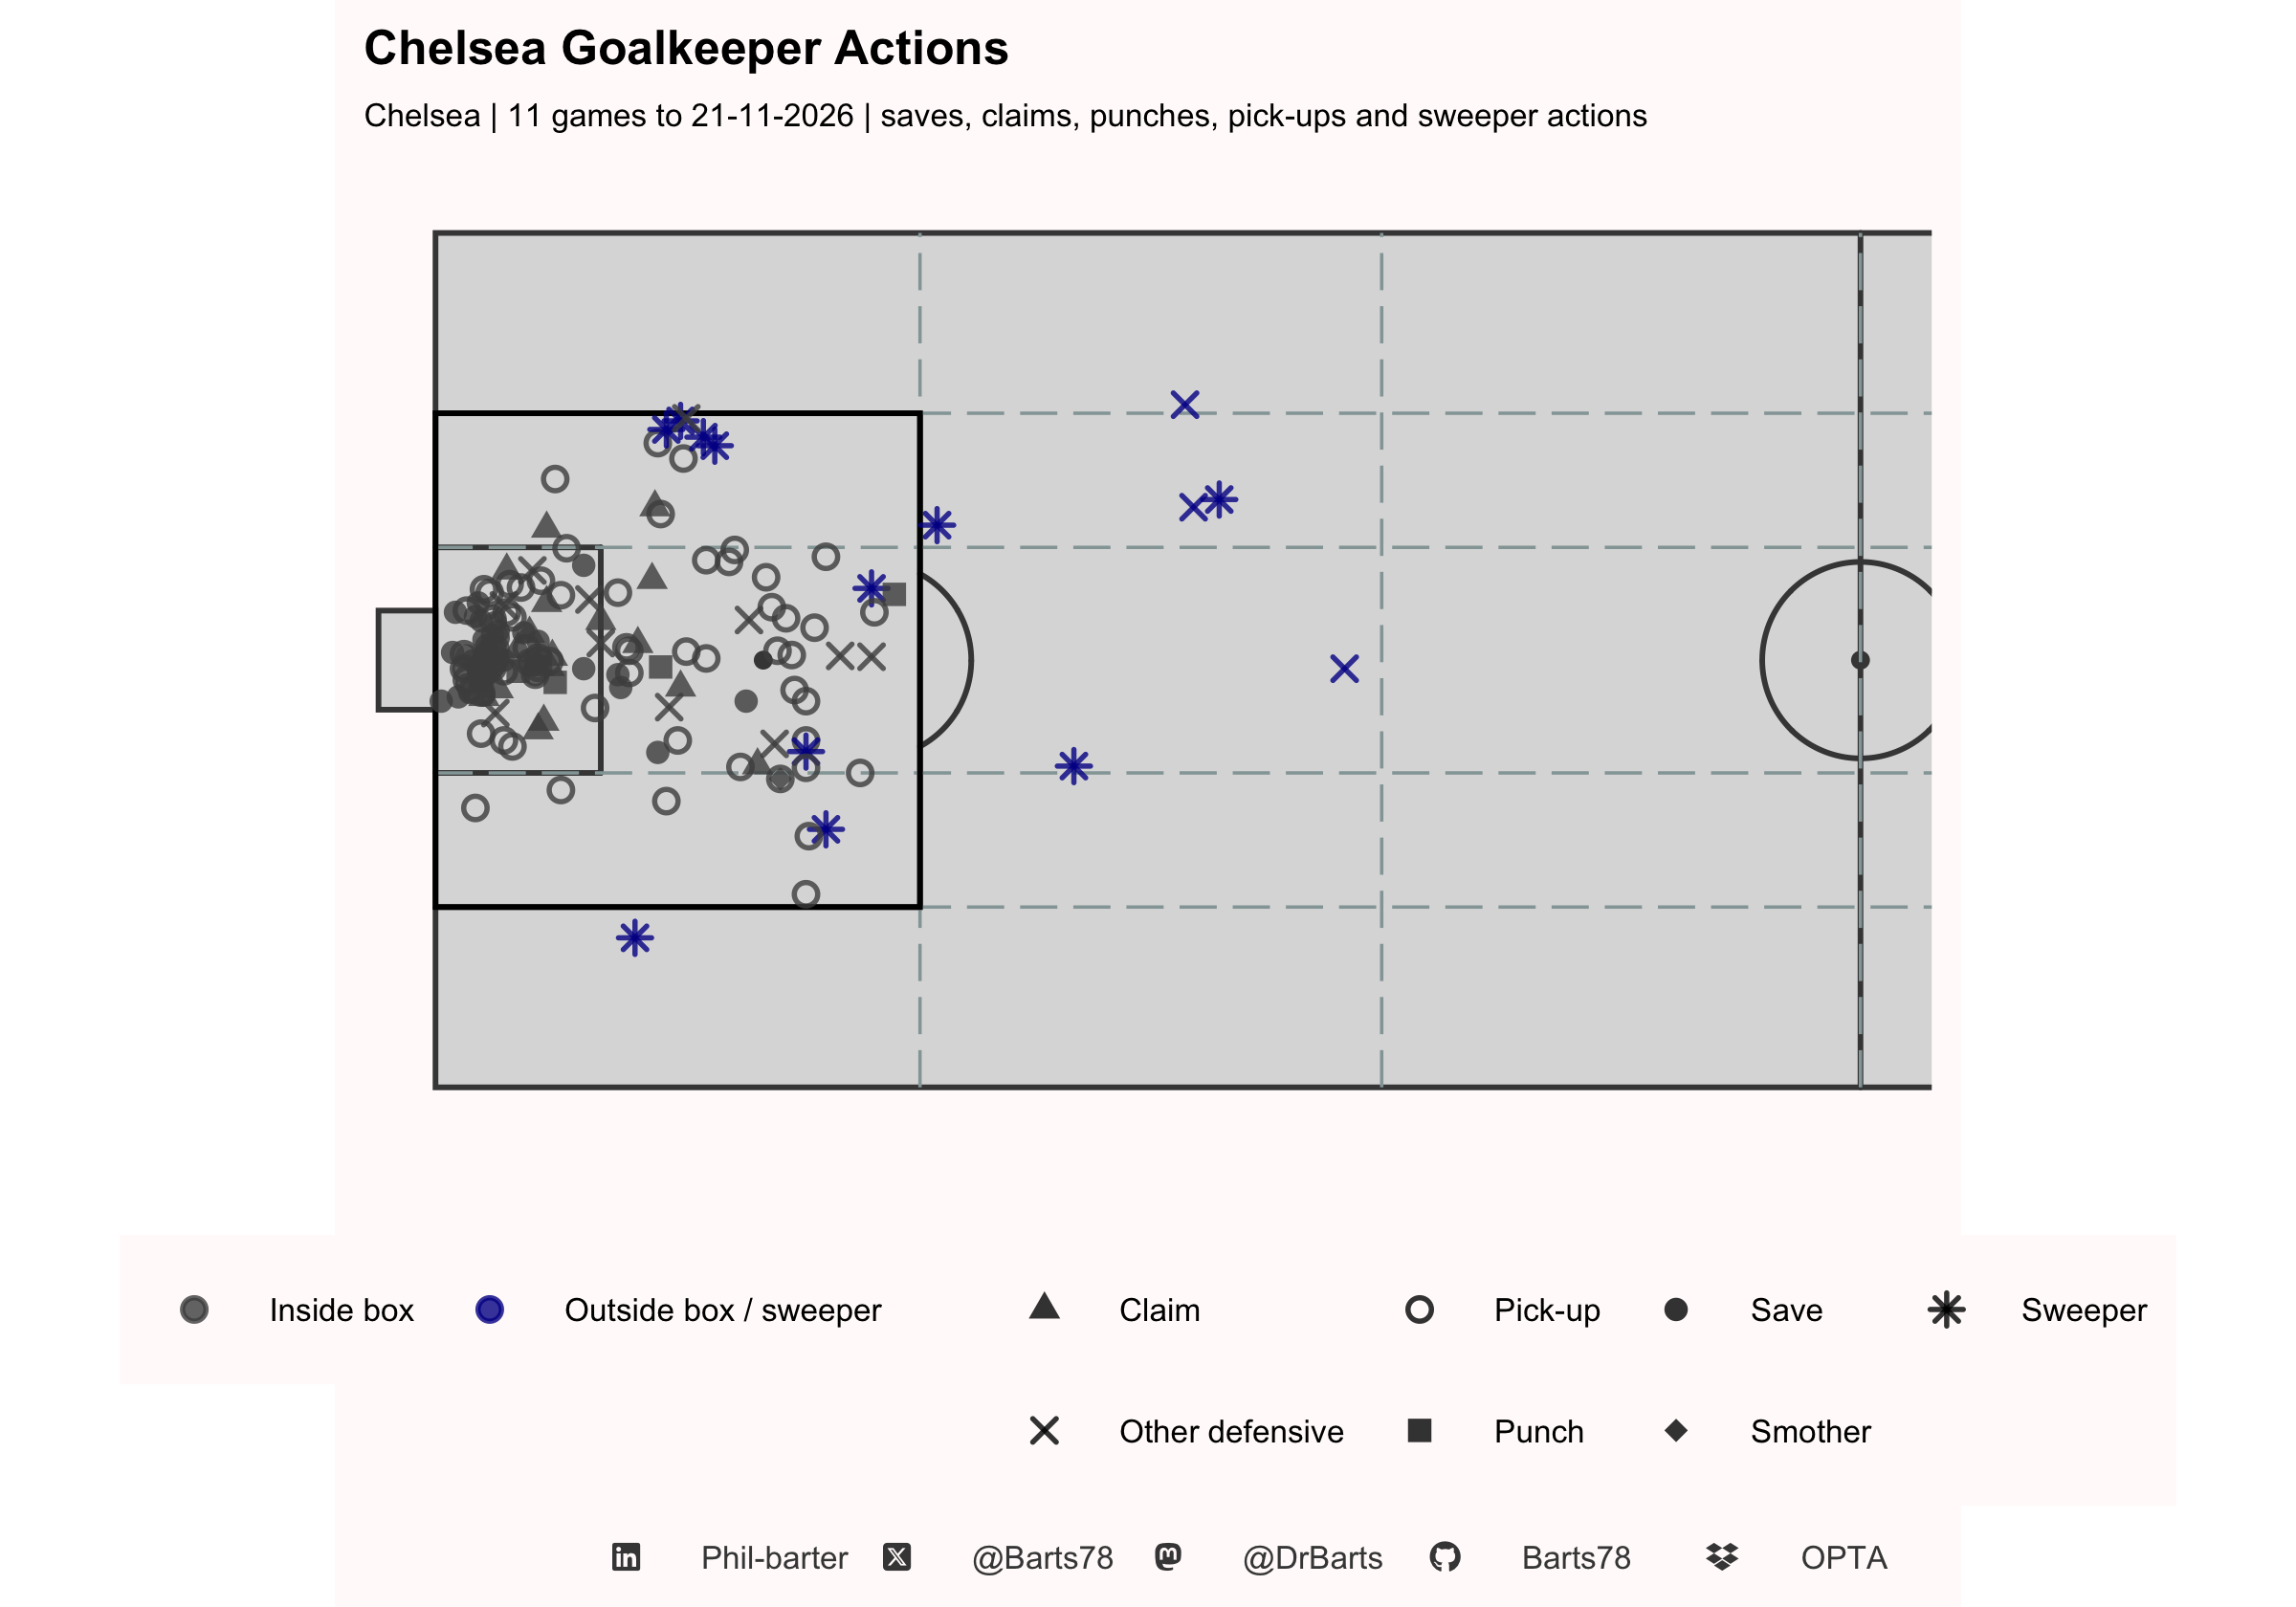 Chelsea Goalkeeper Actions
Chelsea | 11 games to 21-11-2026 | saves, claims, punches, pick-ups and sweeper actions
Inside box Outside box / sweeper Claim Pick-up Save Sweeper
Other defensive Punch Smother
Phil-barter @Barts78 @DrBarts Barts78 OPTA